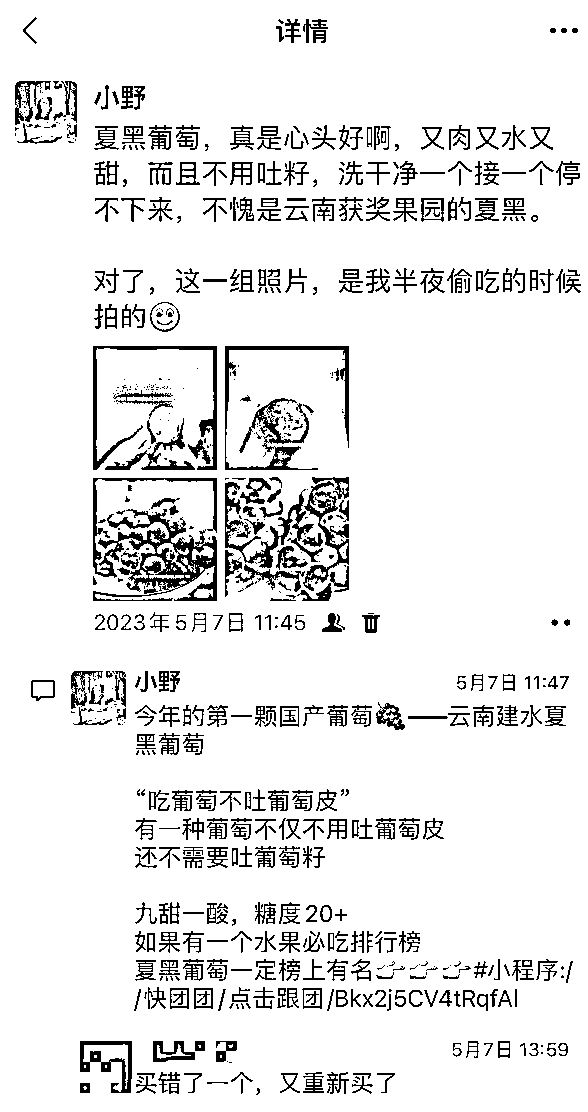 详情
小野
夏黑葡萄，真是心头好啊，又肉又水又
甜，而且不用吐籽，洗干净一个接一个停
不下来，不愧是云南获奖果园的夏黑。
对了，这一组照片，是我半夜偷吃的时候
拍的
2023年5月7日 11:45
小野
5月7日 11:47
今年的第一颗国产葡萄🍇——云南建水夏
黑葡萄
“吃葡萄不吐葡萄皮”
有一种葡萄不仅不用吐葡萄皮
还不需要吐葡萄籽
九甜一酸，糖度20+
如果有一个水果必吃排行榜
夏黑葡萄一定榜上有名👉👉👉#小程序:/
/快团团/点击跟团/Bkx2j5CV4tRqfAl
5月7日 13:59
买错了一个，又重新买了